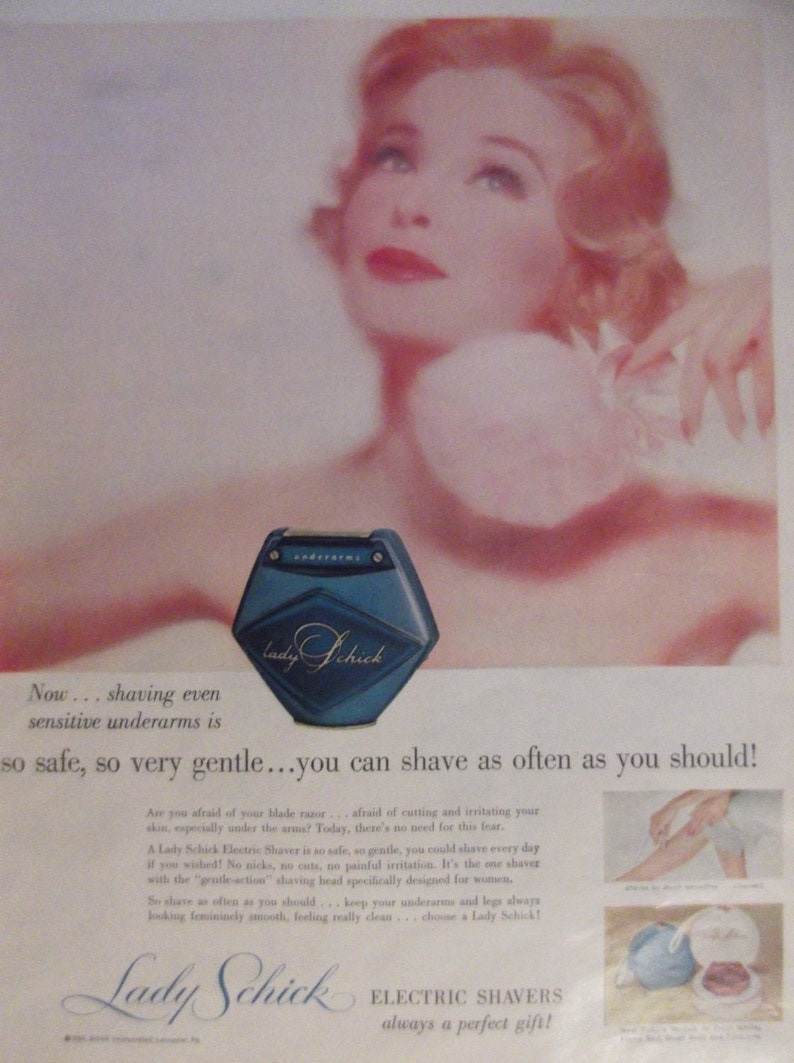 underarms
lady Schick
Now . . . shaving even
sensitive underarms is
so safe, so very gentle...you can shave as often as you should!
Are you afraid of your blade razor . . . afraid of cutting and irritating your
skin, especially under the arms? Today, there's no need for this fear.
A Lady Schick Electric Shaver is so safe, so gentle, you could shave every day
if you wished! No nicks, no cuts, no painful irritation. It's the one shaver
with the "gentle-action" shaving head specifically designed for women.
So shave as often as you should . . . keep your underarms and legs always
looking femininely smooth, feeling really clean . . . choose a Lady Schick!
Lady Schick ELECTRIC SHAVERS
always a perfect gift!
Incorporated Lancaster, Pa.